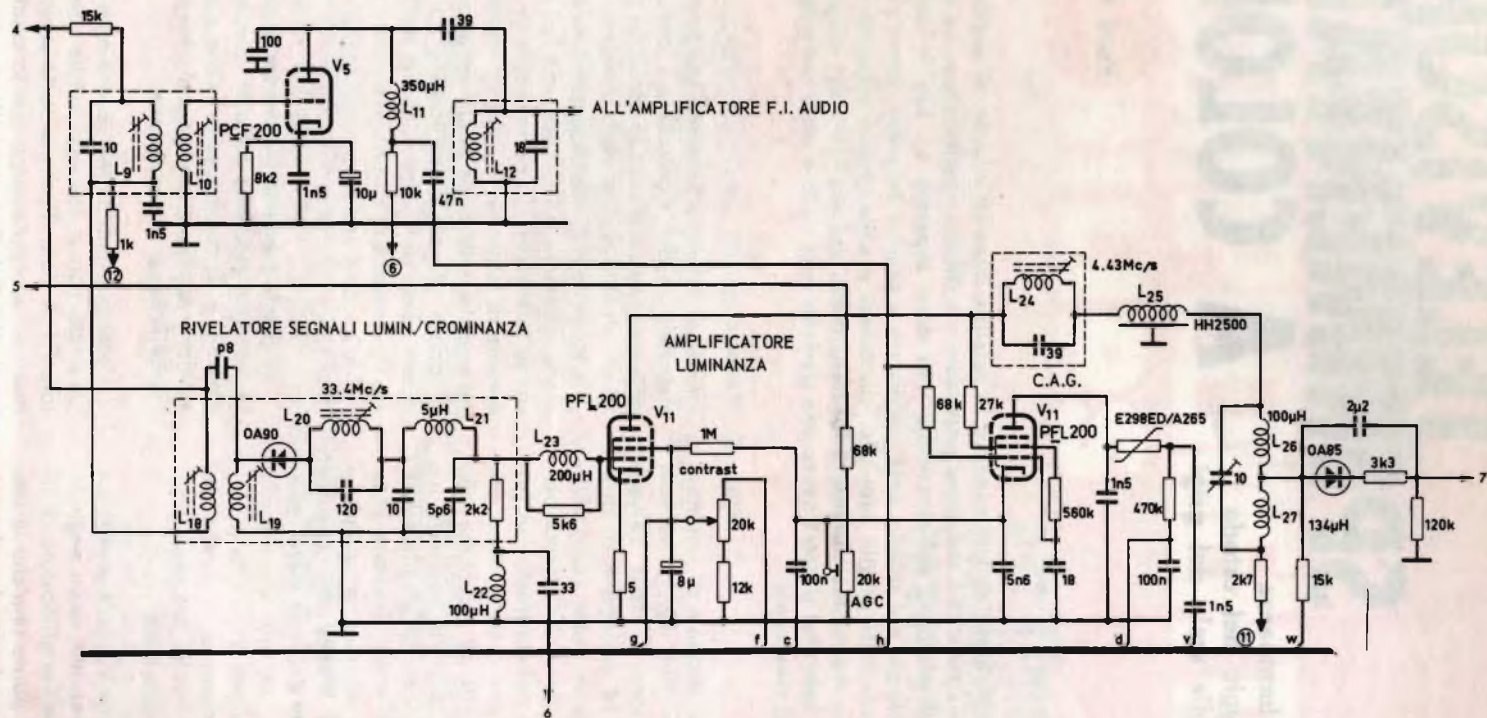 15k
4
39
100
V5
350µH
L11
ALL'AMPLIFICATORE F.I. AUDIO
PCF200
10
L9
L10
18
L12
8k2
1n5
10µ
10k
47n
1n5
1k
12
6
5
4.43Mc/s
L24
L25
HH2500
39
C.A.G.
RIVELATORE SEGNALI LUMIN./CROMINANZA
AMPLIFICATORE
LUMINANZA
p8
33.4Mc/s
L20
5µH
L21
OA90
120
10
5p6
2k2
L18
L19
L23
200µH
5k6
PFL200
V11
1M
contrast
68k
68k
27k
V11
PFL200
E298ED/A265
100µH
L26
2µ2
OA85
3k3
7
10
L27
134µH
120k
1n5
470k
560k
20k
12k
8µ
5
100n
20k
AGC
5n6
18
100n
2k7
15k
1n5
L22
100µH
33
g
f
c
h
d
v
11
w
6